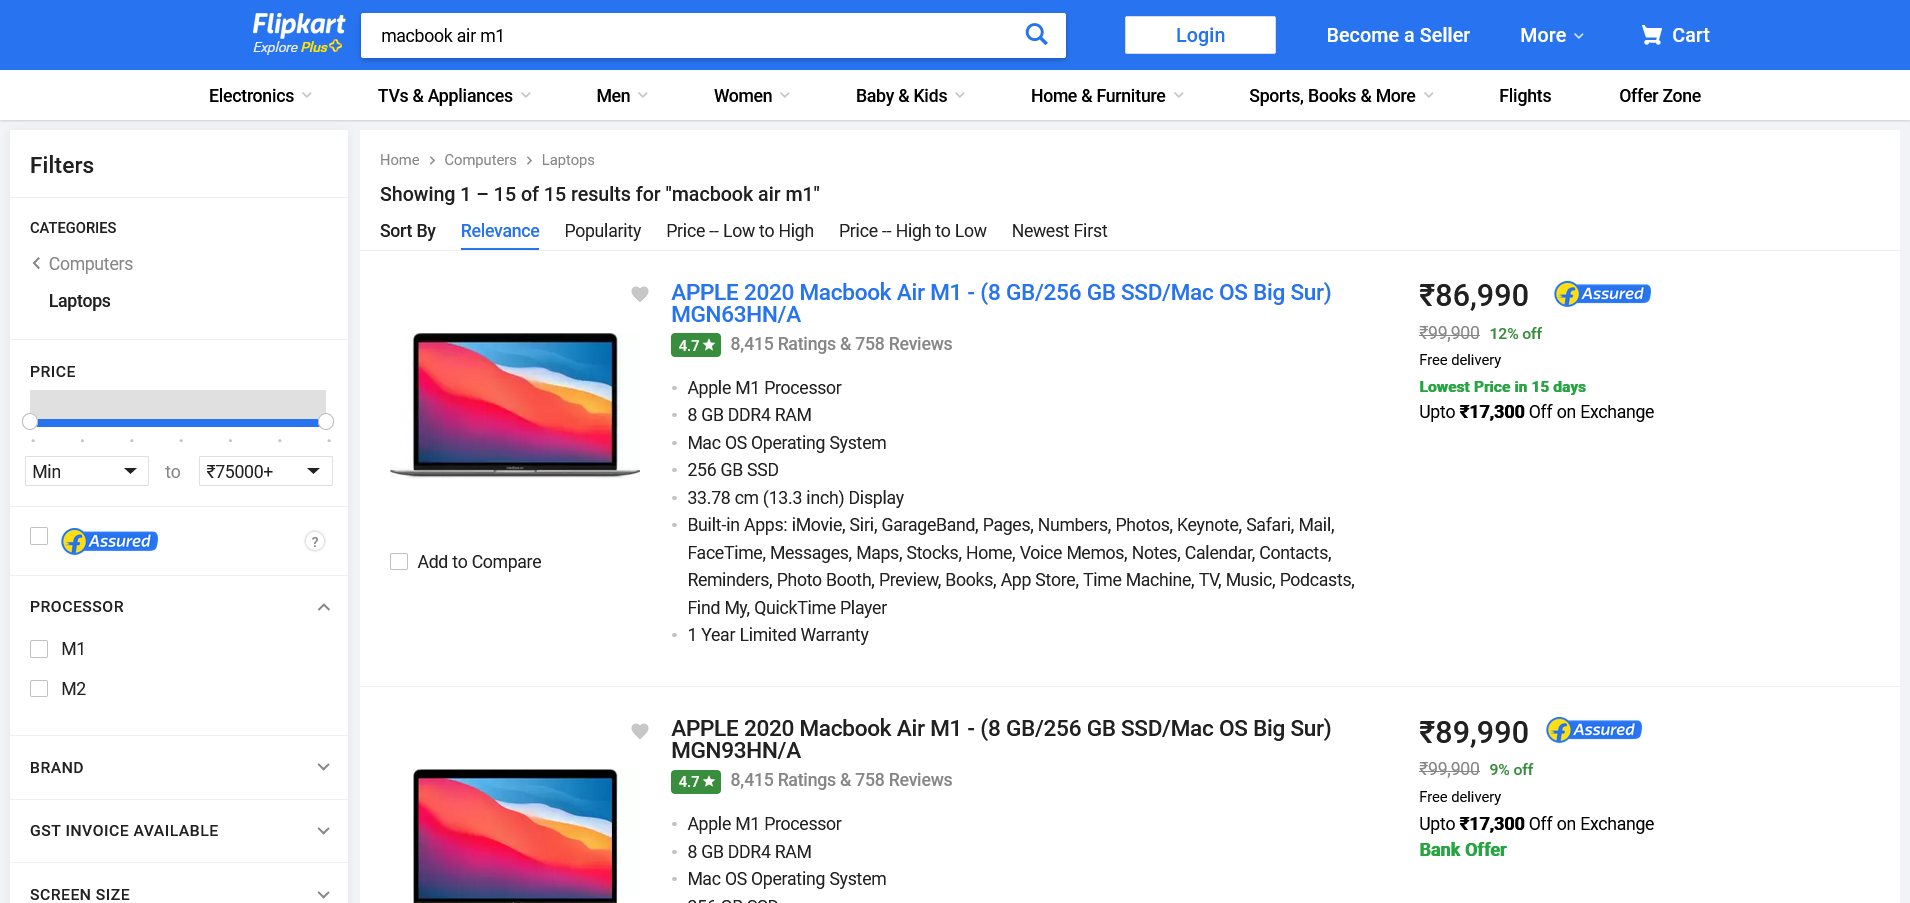 Flipkart
Explore Plus
macbook air m1
Login
Become a Seller
More
Cart
Electronics
TVs & Appliances
Men
Women
Baby & Kids
Home & Furniture
Sports, Books & More
Flights
Offer Zone
Filters
CATEGORIES
Computers
Laptops
PRICE
Min
to
₹75000+
Assured
?
PROCESSOR
M1
M2
BRAND
GST INVOICE AVAILABLE
SCREEN SIZE
Home
Computers
Laptops
Showing 1 – 15 of 15 results for "macbook air m1"
Sort By
Relevance
Popularity
Price -- Low to High
Price -- High to Low
Newest First
APPLE 2020 Macbook Air M1 - (8 GB/256 GB SSD/Mac OS Big Sur)
MGN63HN/A
4.7
8,415 Ratings & 758 Reviews
Apple M1 Processor
8 GB DDR4 RAM
Mac OS Operating System
256 GB SSD
33.78 cm (13.3 inch) Display
Built-in Apps: iMovie, Siri, GarageBand, Pages, Numbers, Photos, Keynote, Safari, Mail,
FaceTime, Messages, Maps, Stocks, Home, Voice Memos, Notes, Calendar, Contacts,
Reminders, Photo Booth, Preview, Books, App Store, Time Machine, TV, Music, Podcasts,
Find My, QuickTime Player
1 Year Limited Warranty
Add to Compare
₹86,990
Assured
₹99,900
12% off
Free delivery
Lowest Price in 15 days
Upto ₹17,300 Off on Exchange
APPLE 2020 Macbook Air M1 - (8 GB/256 GB SSD/Mac OS Big Sur)
MGN93HN/A
4.7
8,415 Ratings & 758 Reviews
Apple M1 Processor
8 GB DDR4 RAM
Mac OS Operating System
256 GB SSD
₹89,990
Assured
₹99,900
9% off
Free delivery
Upto ₹17,300 Off on Exchange
Bank Offer